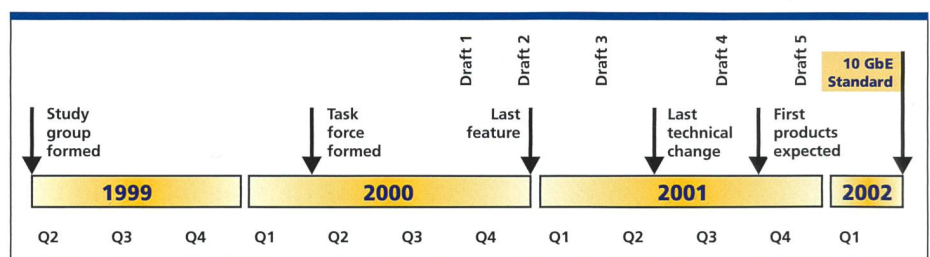 Draft 1
Draft 2
Draft 3
Draft 4
Draft 5
10 GbE
Standard
Study
group
formed
Task
force
formed
Last
feature
Last
technical
change
First
products
expected
1999
2000
2001
2002
Q2 Q3 Q4 Q1 Q2 Q3 Q4 Q1 Q2 Q3 Q4 Q1